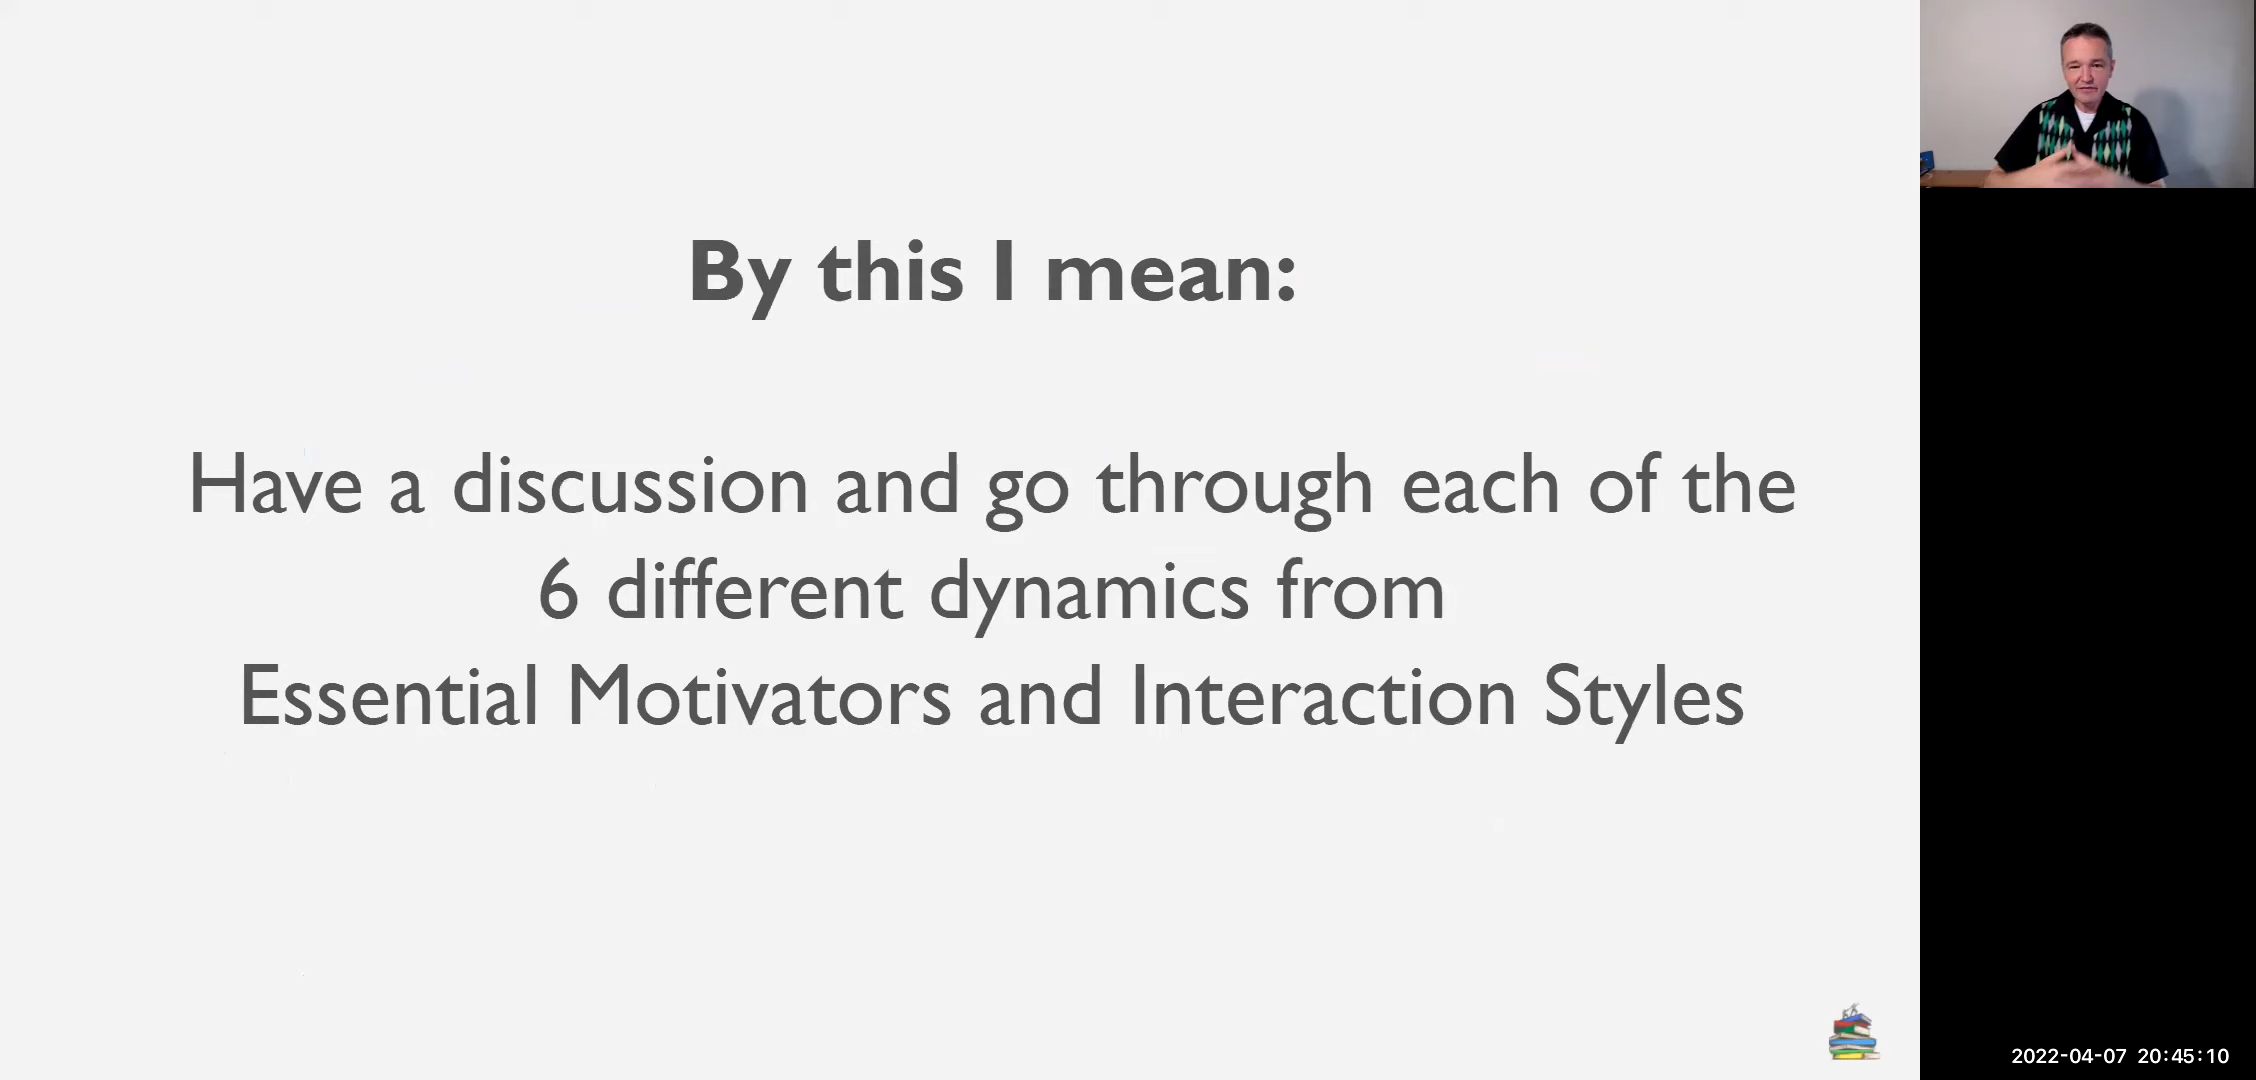 By this I mean:
Have a discussion and go through each of the
6 different dynamics from
Essential Motivators and Interaction Styles
2022-04-07 20:45:10